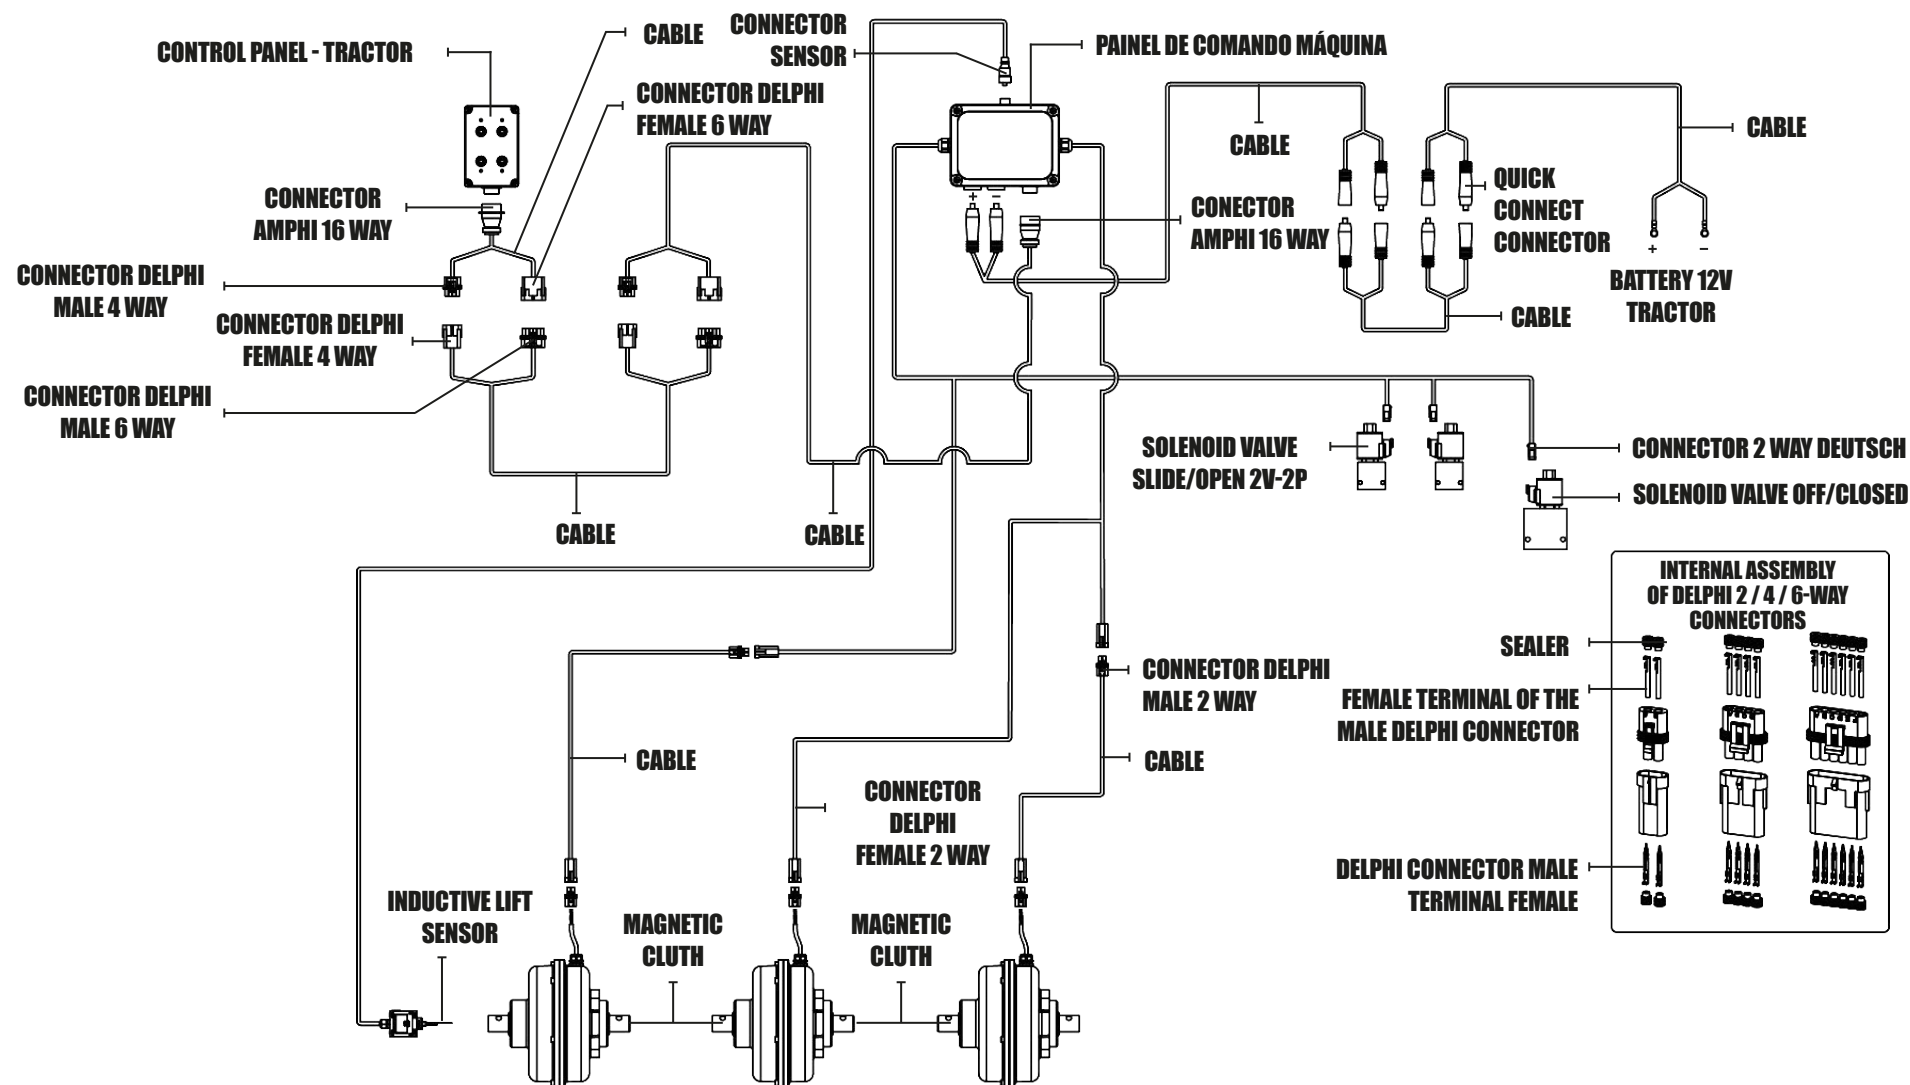 CONTROL PANEL - TRACTOR
CABLE
CONNECTOR
SENSOR
PAINEL DE COMANDO MÁQUINA
CONNECTOR DELPHI
FEMALE 6 WAY
CABLE
CABLE
CONNECTOR
AMPHI 16 WAY
CONECTOR
AMPHI 16 WAY
QUICK
CONNECT
CONNECTOR
+
−
+
−
BATTERY 12V
TRACTOR
CONNECTOR DELPHI
MALE 4 WAY
CONNECTOR DELPHI
FEMALE 4 WAY
CABLE
CONNECTOR DELPHI
MALE 6 WAY
SOLENOID VALVE
SLIDE/OPEN 2V-2P
CONNECTOR 2 WAY DEUTSCH
SOLENOID VALVE OFF/CLOSED
CABLE
CABLE
INTERNAL ASSEMBLY
OF DELPHI 2 / 4 / 6-WAY
CONNECTORS
SEALER
FEMALE TERMINAL OF THE
MALE DELPHI CONNECTOR
DELPHI CONNECTOR MALE
TERMINAL FEMALE
CONNECTOR DELPHI
MALE 2 WAY
CABLE
CABLE
CONNECTOR
DELPHI
FEMALE 2 WAY
INDUCTIVE LIFT
SENSOR
MAGNETIC
CLUTH
MAGNETIC
CLUTH